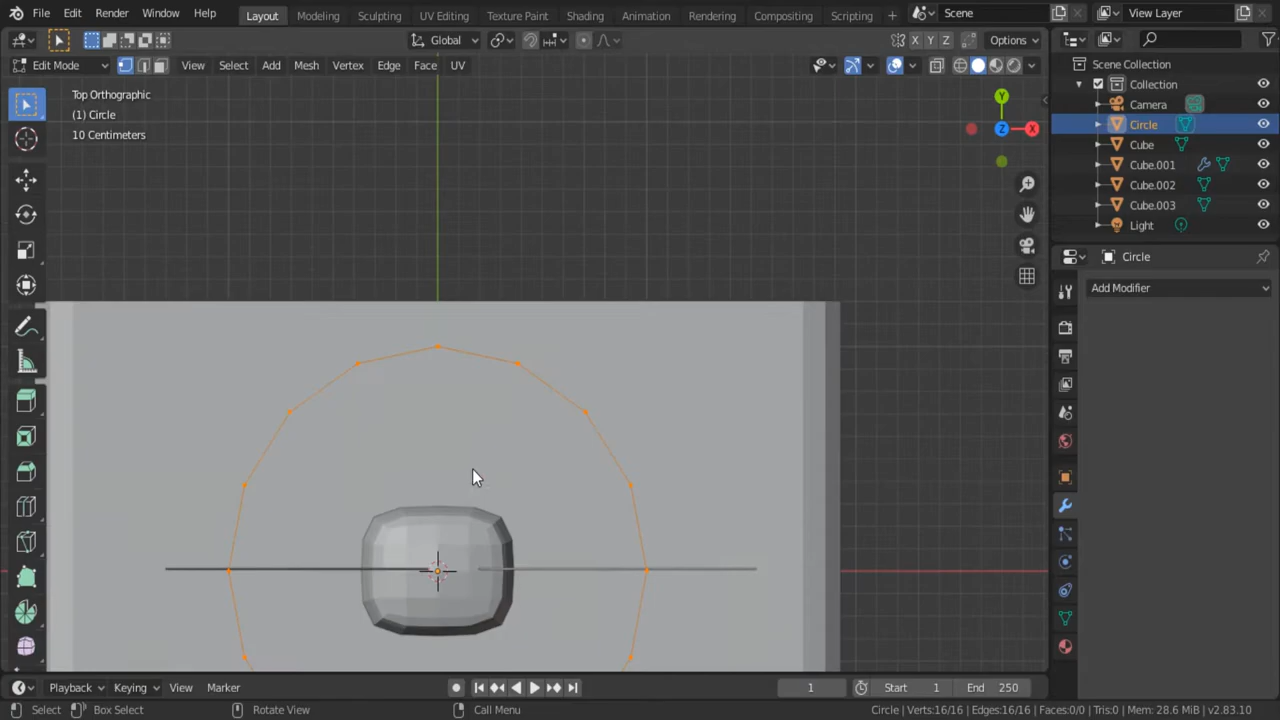 File Edit Render Window Help Layout Modeling Sculpting UV Editing Texture Paint Shading Animation Rendering Compositing Scripting + Scene View Layer
Global X Y Z Options
Edit Mode View Select Add Mesh Vertex Edge Face UV
Top Orthographic
(1) Circle
10 Centimeters
Y
Z X
Scene Collection
Collection
Camera
Circle
Cube
Cube.001
Cube.002
Cube.003
Light
Circle
Add Modifier
Playback Keying View Marker 1 Start 1 End 250
Select Box Select Rotate View Call Menu Circle | Verts:16/16 | Edges:16/16 | Faces:0/0 | Tris:0 | Mem: 28.6 MiB | v2.83.10